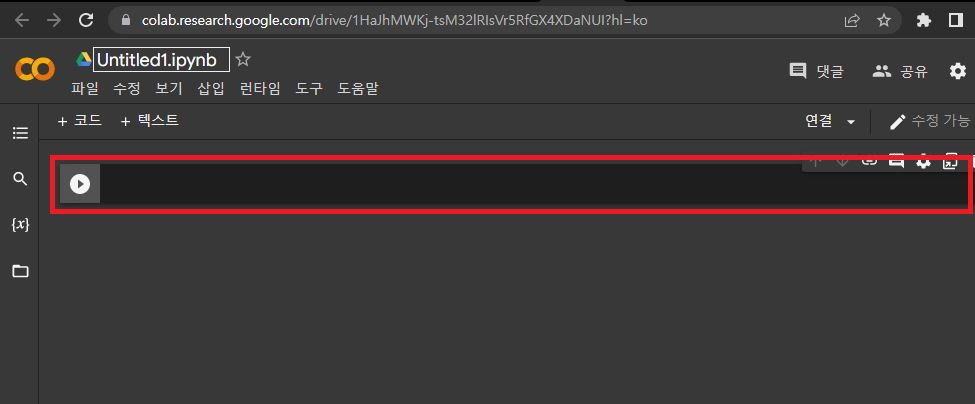 colab.research.google.com/drive/1HaJhMWKj-tsM32lRIsVr5RfGX4XDaNUI?hl=ko
Untitled1.ipynb
파일 수정 보기 삽입 런타임 도구 도움말
댓글 공유
+ 코드 + 텍스트
연결 수정 가능
{x}